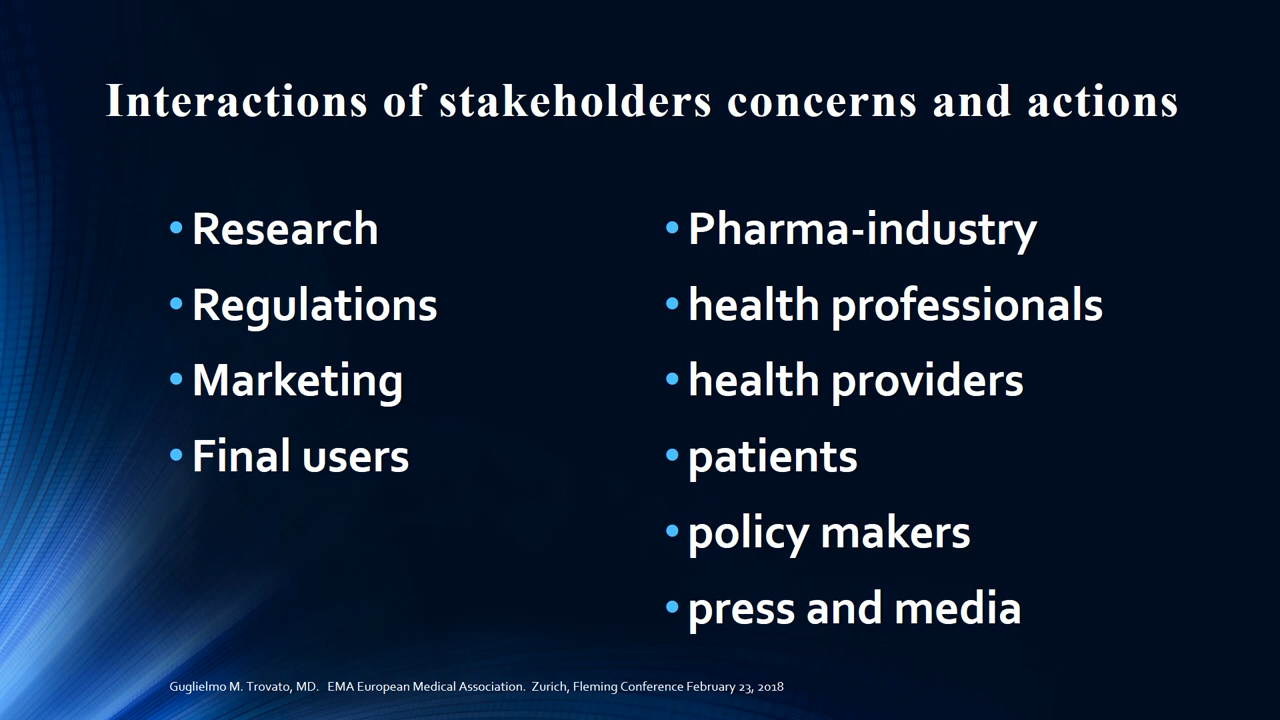 Interactions of stakeholders concerns and actions
• Research
• Regulations
• Marketing
• Final users
• Pharma-industry
• health professionals
• health providers
• patients
• policy makers
• press and media
Guglielmo M. Trovato, MD. EMA European Medical Association. Zurich, Fleming Conference February 23, 2018